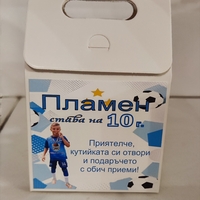 Пламен
става на 10 г.
Приятелче,
кутийката си отвори
и подаръчето
с обич приеми!